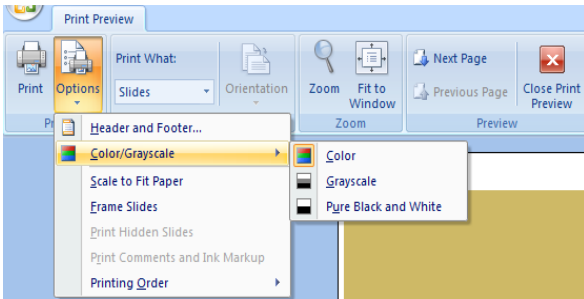 Print Preview
Print What:
Slides
Print
Options
Orientation
Zoom
Fit to
Window
Next Page
Previous Page
Close Print
Preview
Pr
Zoom
Preview
Header and Footer...
Color/Grayscale
Scale to Fit Paper
Frame Slides
Print Hidden Slides
Print Comments and Ink Markup
Printing Order
Color
Grayscale
Pure Black and White